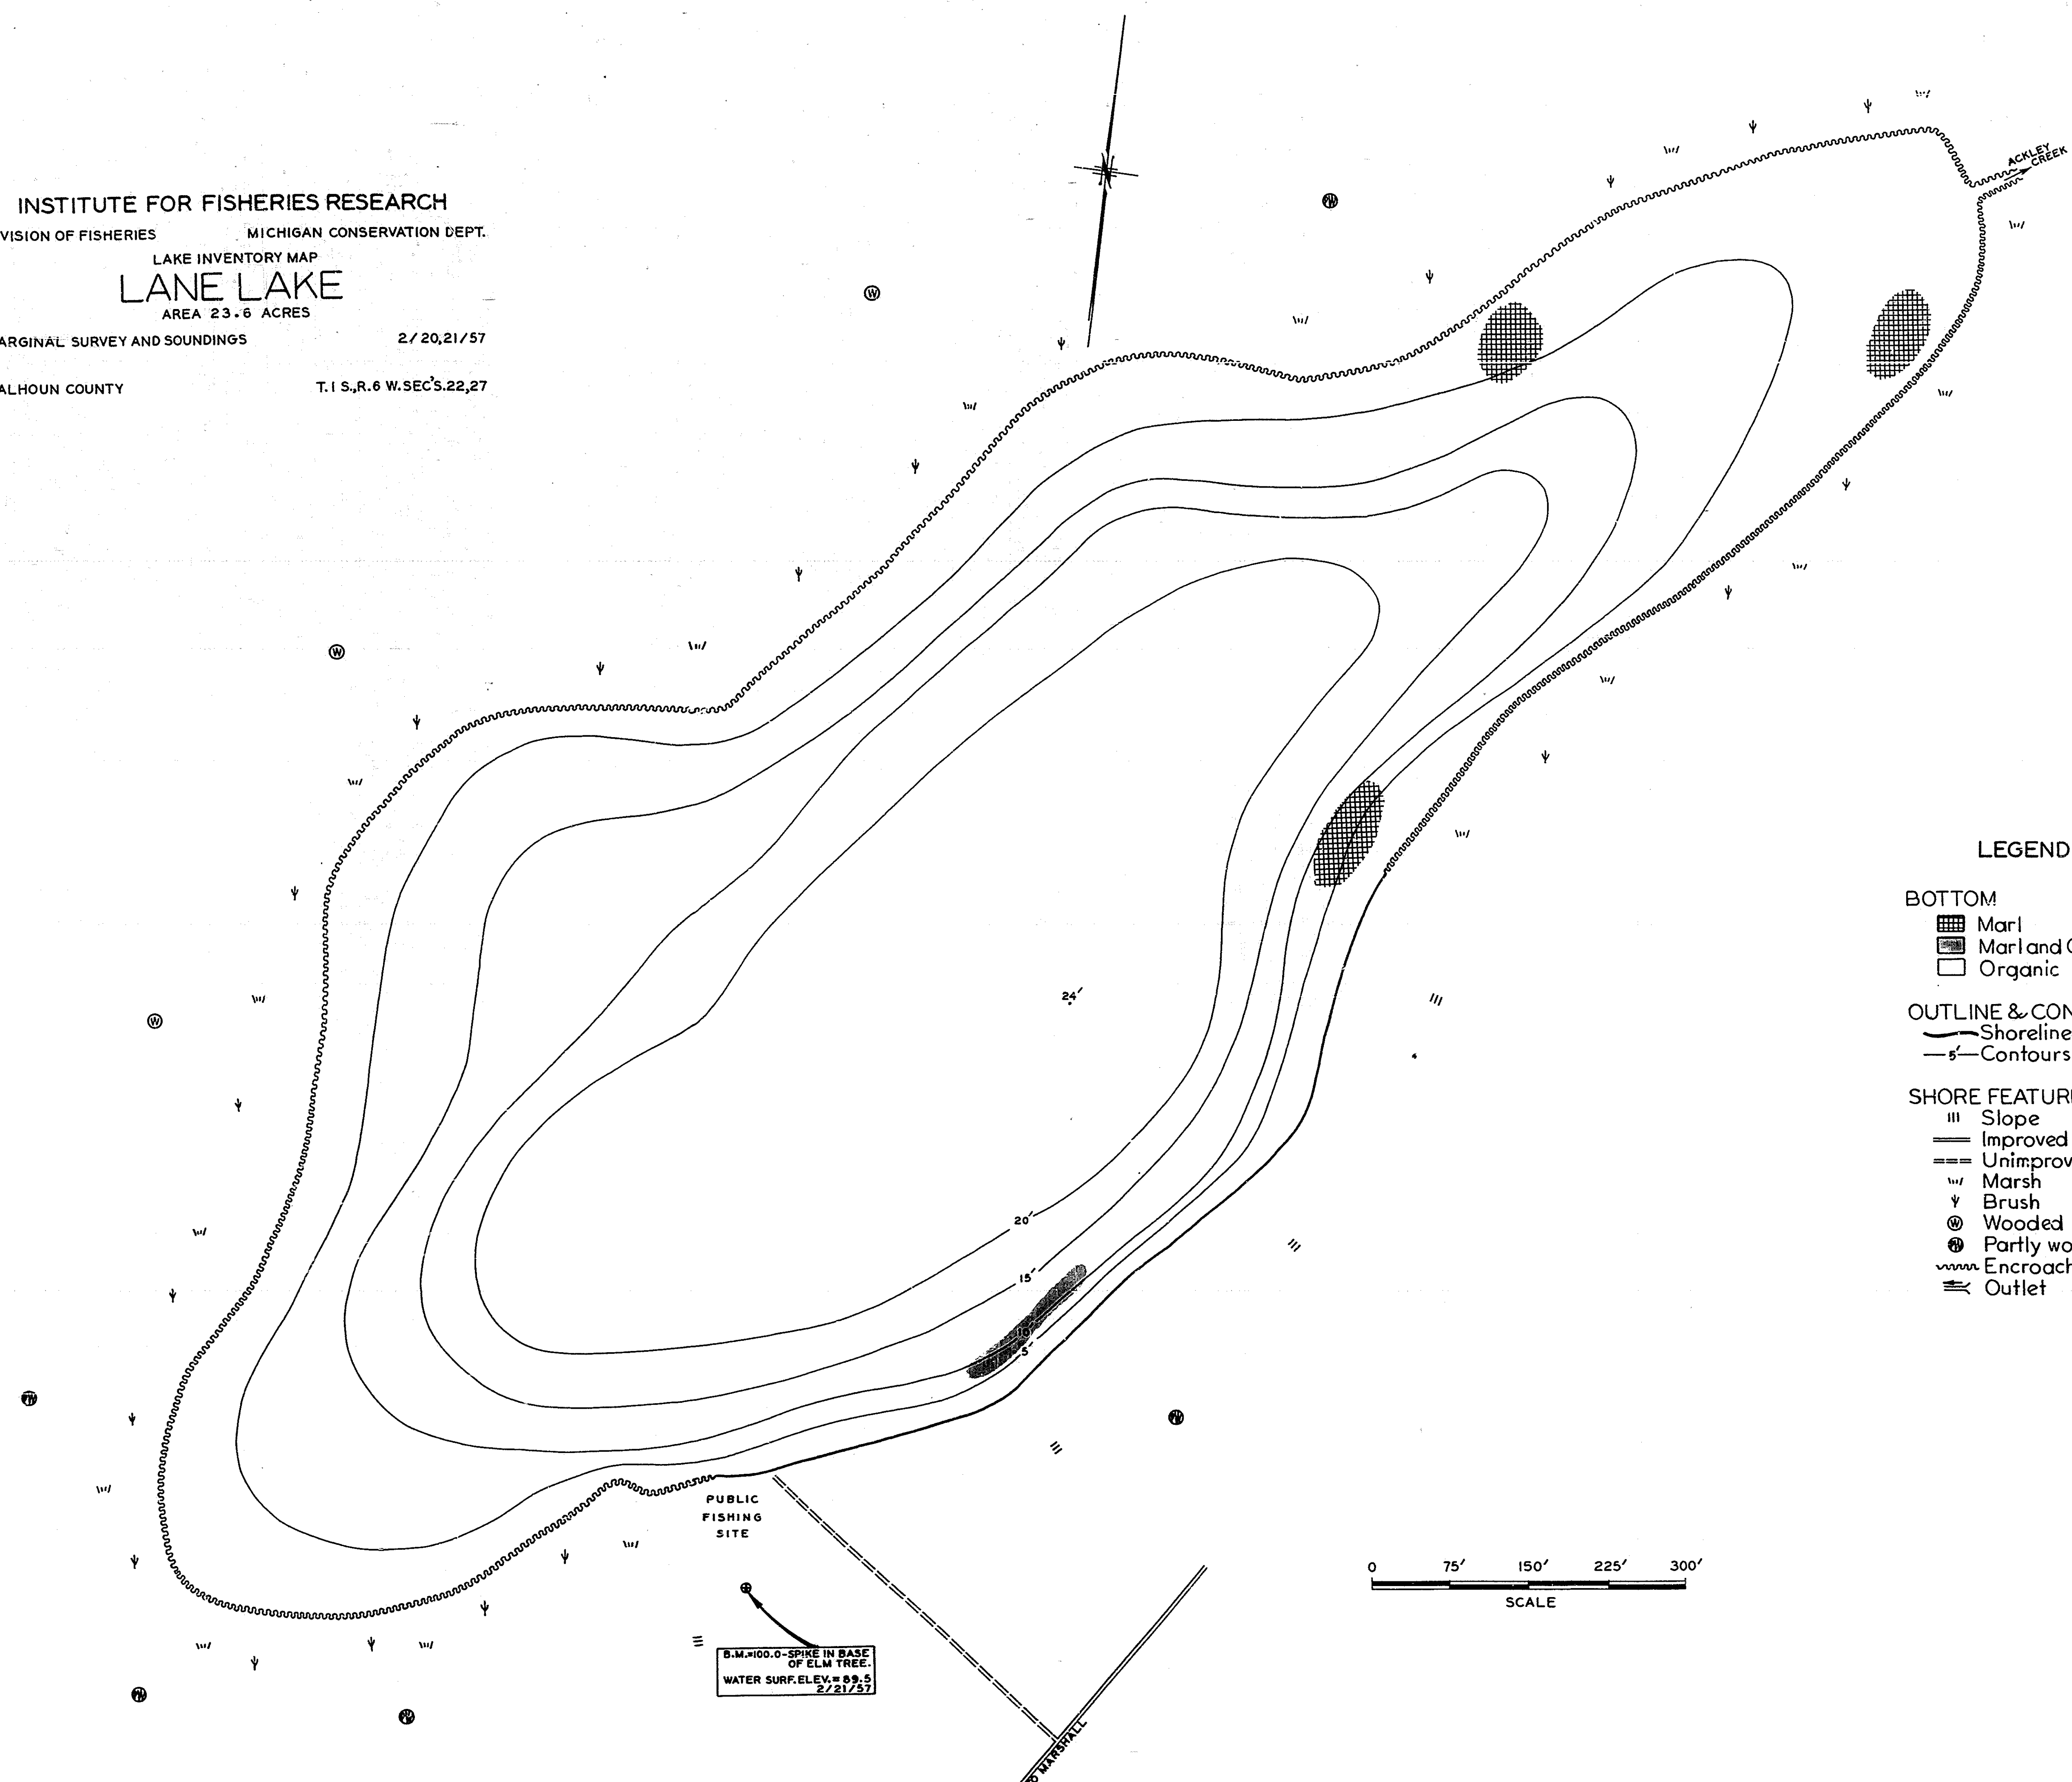 INSTITUTE FOR FISHERIES RESEARCH
VISION OF FISHERIES MICHIGAN CONSERVATION DEPT.
LAKE INVENTORY MAP
LANE LAKE
AREA 23.6 ACRES
ARGINAL SURVEY AND SOUNDINGS 2/20,21/57
ALHOUN COUNTY T.1 S.,R.6 W.SEC'S.22,27
ACKLEY
CREEK
W
W
W
24'
20'
15'
10'
5'
LEGEND
BOTTOM
Marl
Marl and
Organic
OUTLINE & CON
Shoreline
5' Contours
SHORE FEATUR
Slope
Improved
Unimprov
Marsh
Brush
W Wooded
PW Partly wo
Encroach
Outlet
PUBLIC
FISHING
SITE
B.M.=100.0-SPIKE IN BASE
OF ELM TREE.
WATER SURF.ELEV.=89.5
2/21/57
0 75' 150' 225' 300'
SCALE
TO MARSHALL